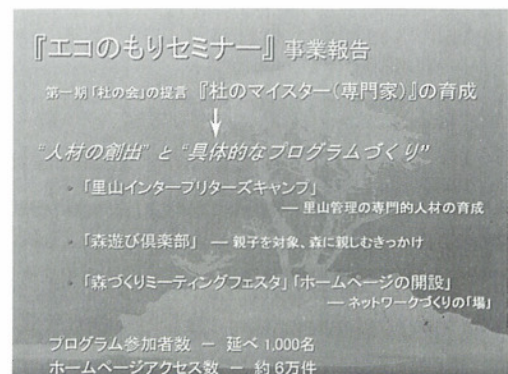 『エコのもりセミナー』 事業報告
第一期「杜の会」の提言 『杜のマイスター(専門家)』の育成
"人材の創出" と "具体的なプログラムづくり"
・「里山インタープリターズキャンプ」
― 里山管理の専門的人材の育成
・「森遊び倶楽部」 ― 親子を対象、森に親しむきっかけ
・「森づくりミーティングフェスタ」「ホームページの開設」
― ネットワークづくりの「場」
プログラム参加者数 ― 延べ 1,000名
ホームページアクセス数 ― 約 6万件